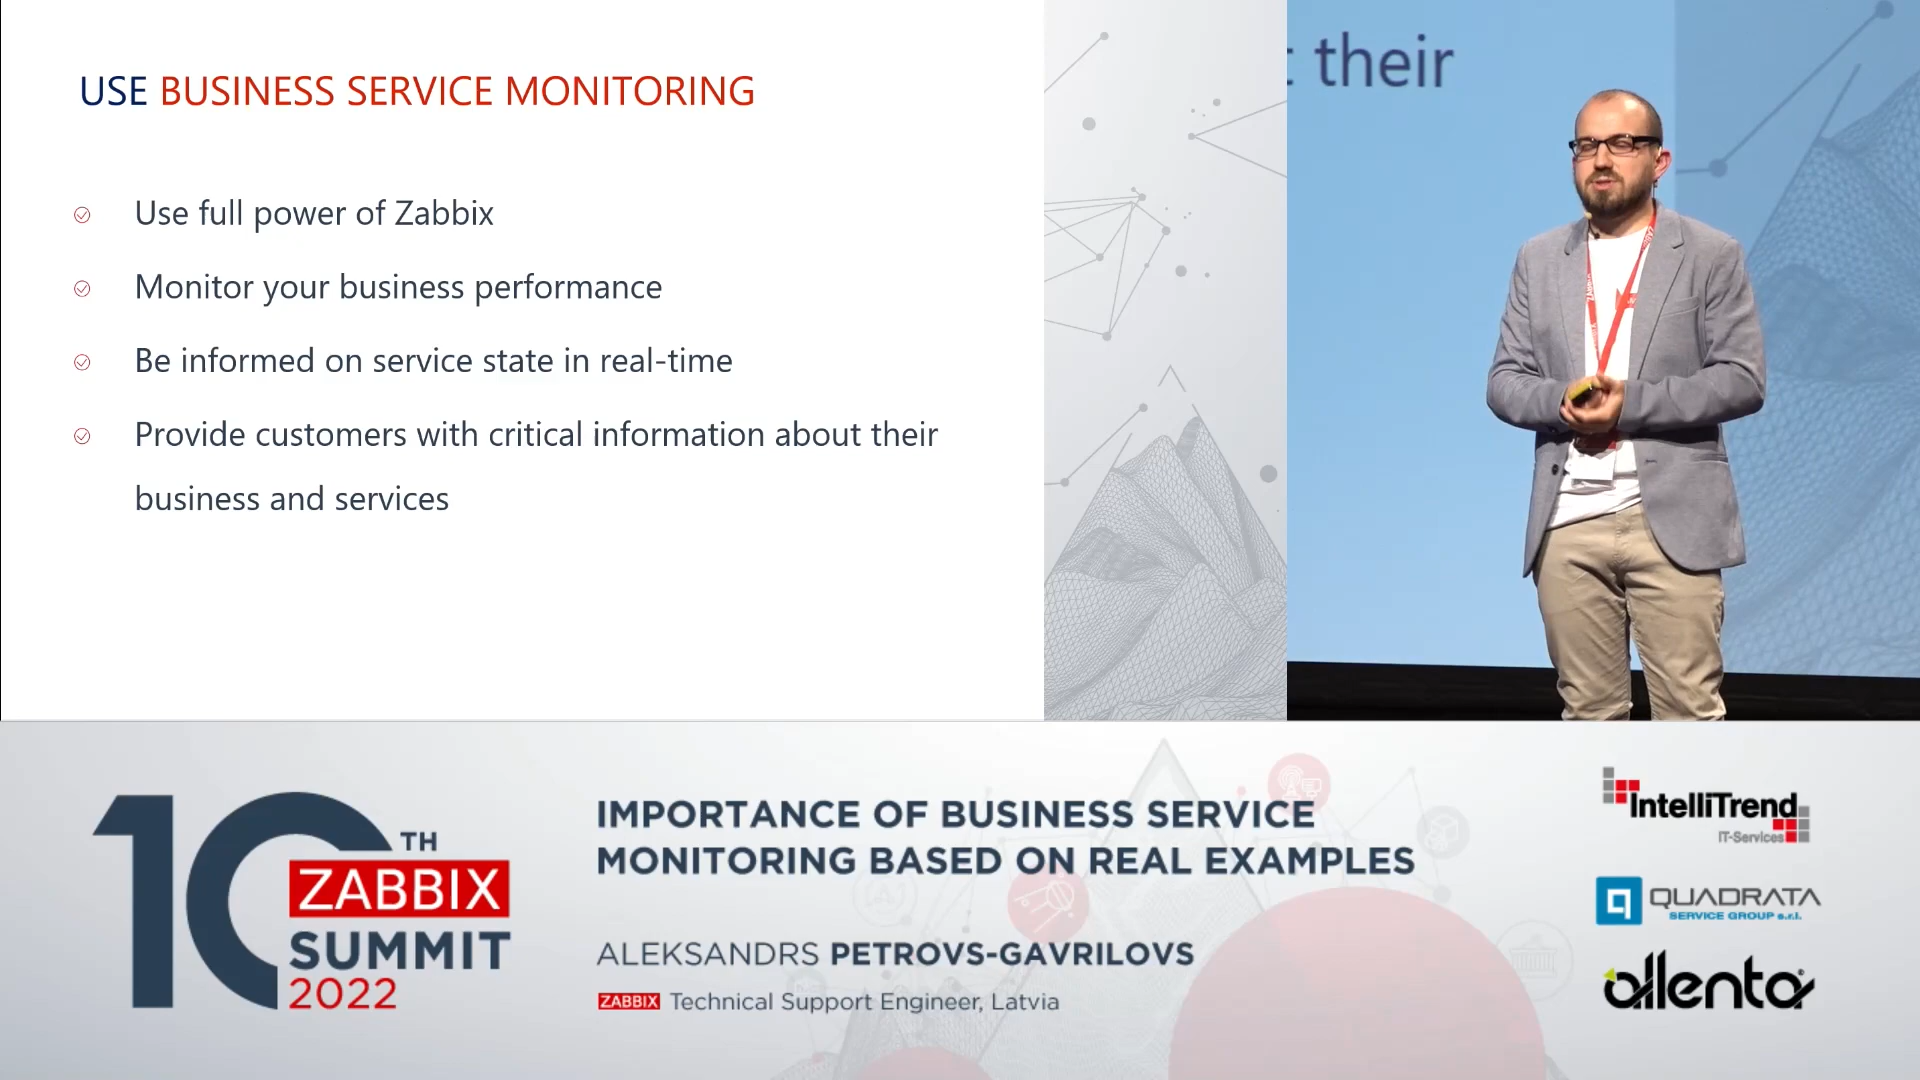 USE BUSINESS SERVICE MONITORING
Use full power of Zabbix
Monitor your business performance
Be informed on service state in real-time
Provide customers with critical information about their
business and services
their
10TH
ZABBIX
SUMMIT
2022
IMPORTANCE OF BUSINESS SERVICE
MONITORING BASED ON REAL EXAMPLES
ALEKSANDRS PETROVS-GAVRILOVS
ZABBIX Technical Support Engineer, Latvia
IntelliTrend
IT-Services
QUADRATA
SERVICE GROUP s.r.l.
allenta